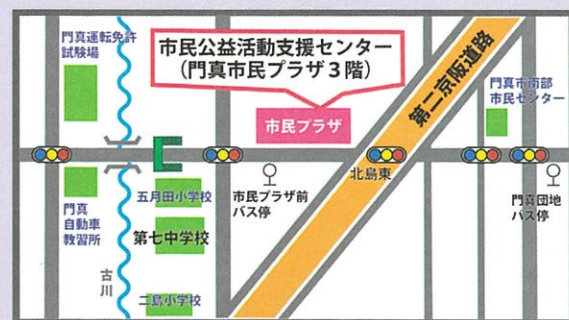 門真運転免許
試験場
市民公益活動支援センター
(門真市民プラザ3階)
第二京阪道路
門真市南部
市民センター
市民プラザ
北島東
門真
自動車
教習所
五月田小学校
市民プラザ前
バス停
門真団地
バス停
第七中学校
古川
二島小学校